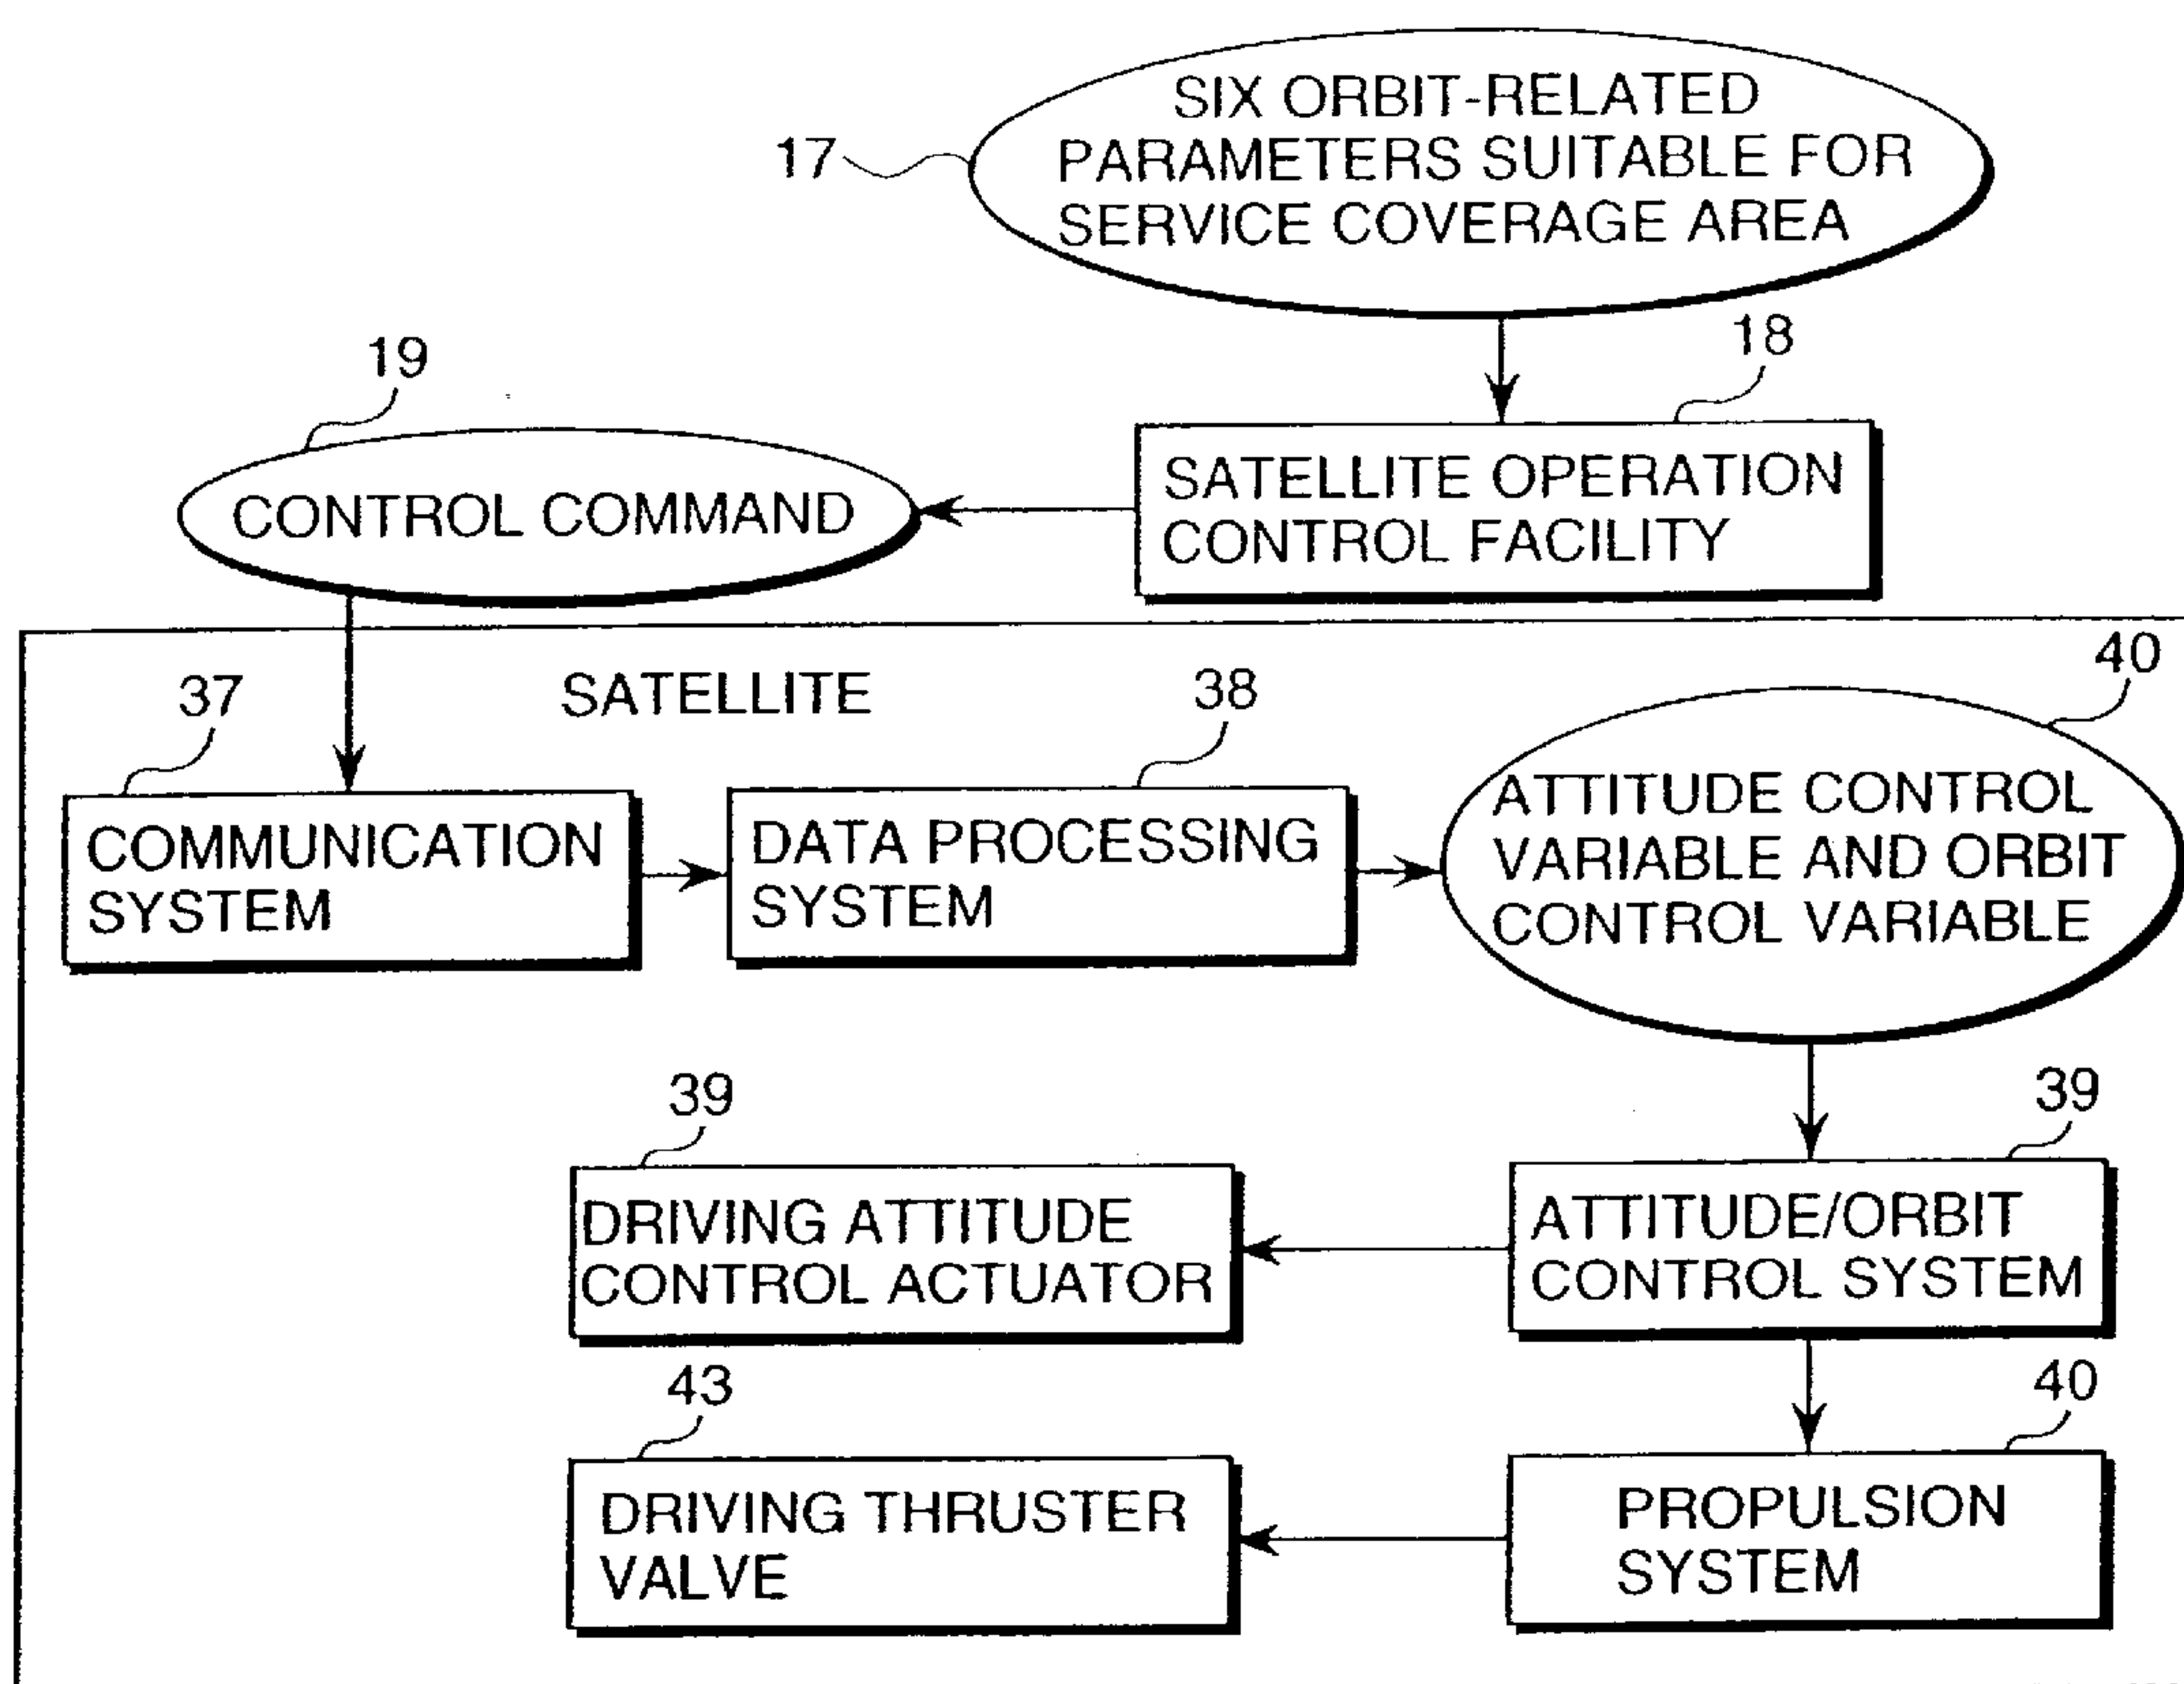 SIX ORBIT-RELATED
PARAMETERS SUITABLE FOR
SERVICE COVERAGE AREA
17
18
19
SATELLITE OPERATION
CONTROL FACILITY
CONTROL COMMAND
40
SATELLITE
37
38
COMMUNICATION
SYSTEM
DATA PROCESSING
SYSTEM
ATTITUDE CONTROL
VARIABLE AND ORBIT
CONTROL VARIABLE
39
39
DRIVING ATTITUDE
CONTROL ACTUATOR
ATTITUDE/ORBIT
CONTROL SYSTEM
43
40
DRIVING THRUSTER
VALVE
PROPULSION
SYSTEM